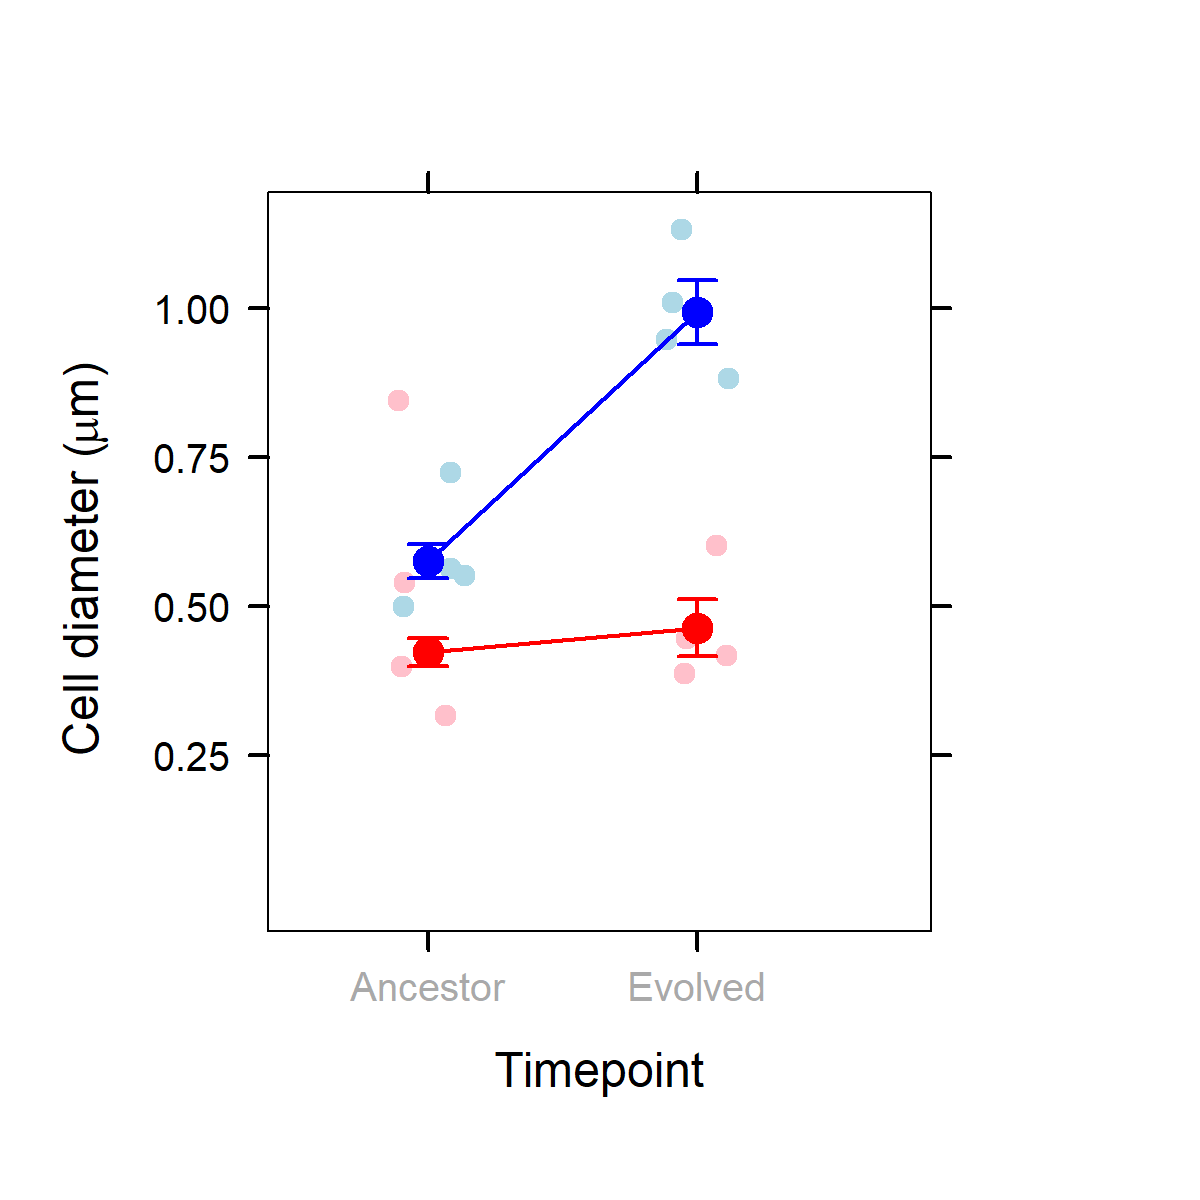 1.00
0.75
0.50
0.25
Cell diameter (μm)
Ancestor
Evolved
Timepoint